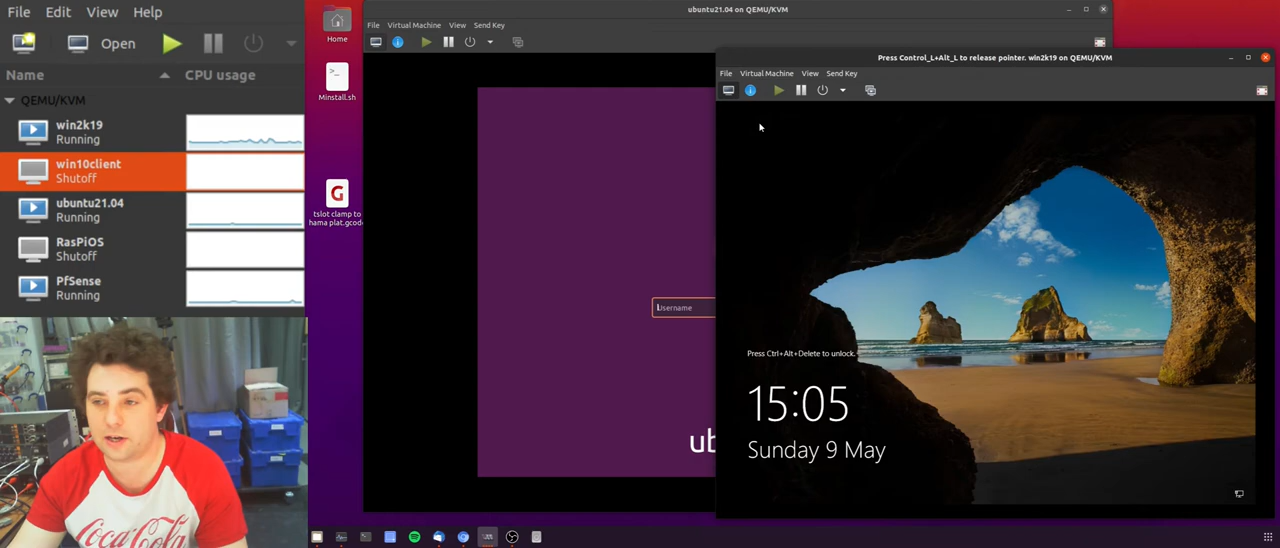 File Edit View Help
Open
Name CPU usage
QEMU/KVM
win2k19
Running
win10client
Shutoff
ubuntu21.04
Running
RasPiOS
Shutoff
PfSense
Running
Coca-Cola
Home
Minstall.sh
G
tslot clamp to
hama plat.gcode
ubuntu21.04 on QEMU/KVM
File Virtual Machine View Send Key
Username
ub
Press Control_L+Alt_L to release pointer. win2k19 on QEMU/KVM
File Virtual Machine View Send Key
Press Ctrl+Alt+Delete to unlock.
15:05
Sunday 9 May